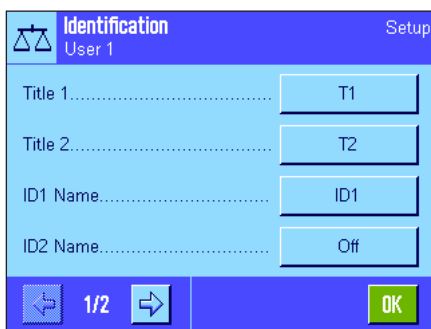 Identification Setup
User 1
Title 1.................................... T1
Title 2.................................... T2
ID1 Name.............................. ID1
ID2 Name.............................. Off
1/2 OK